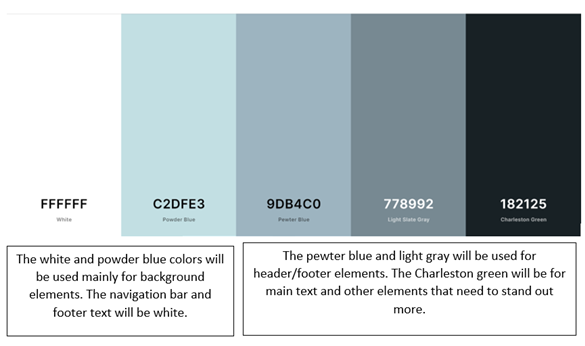 FFFFFF
White
C2DFE3
Powder Blue
9DB4C0
Pewter Blue
778992
Light Slate Gray
182125
Charleston Green
The white and powder blue colors will
be used mainly for background
elements. The navigation bar and
footer text will be white.
The pewter blue and light gray will be used for
header/footer elements. The Charleston green will be for
main text and other elements that need to stand out
more.